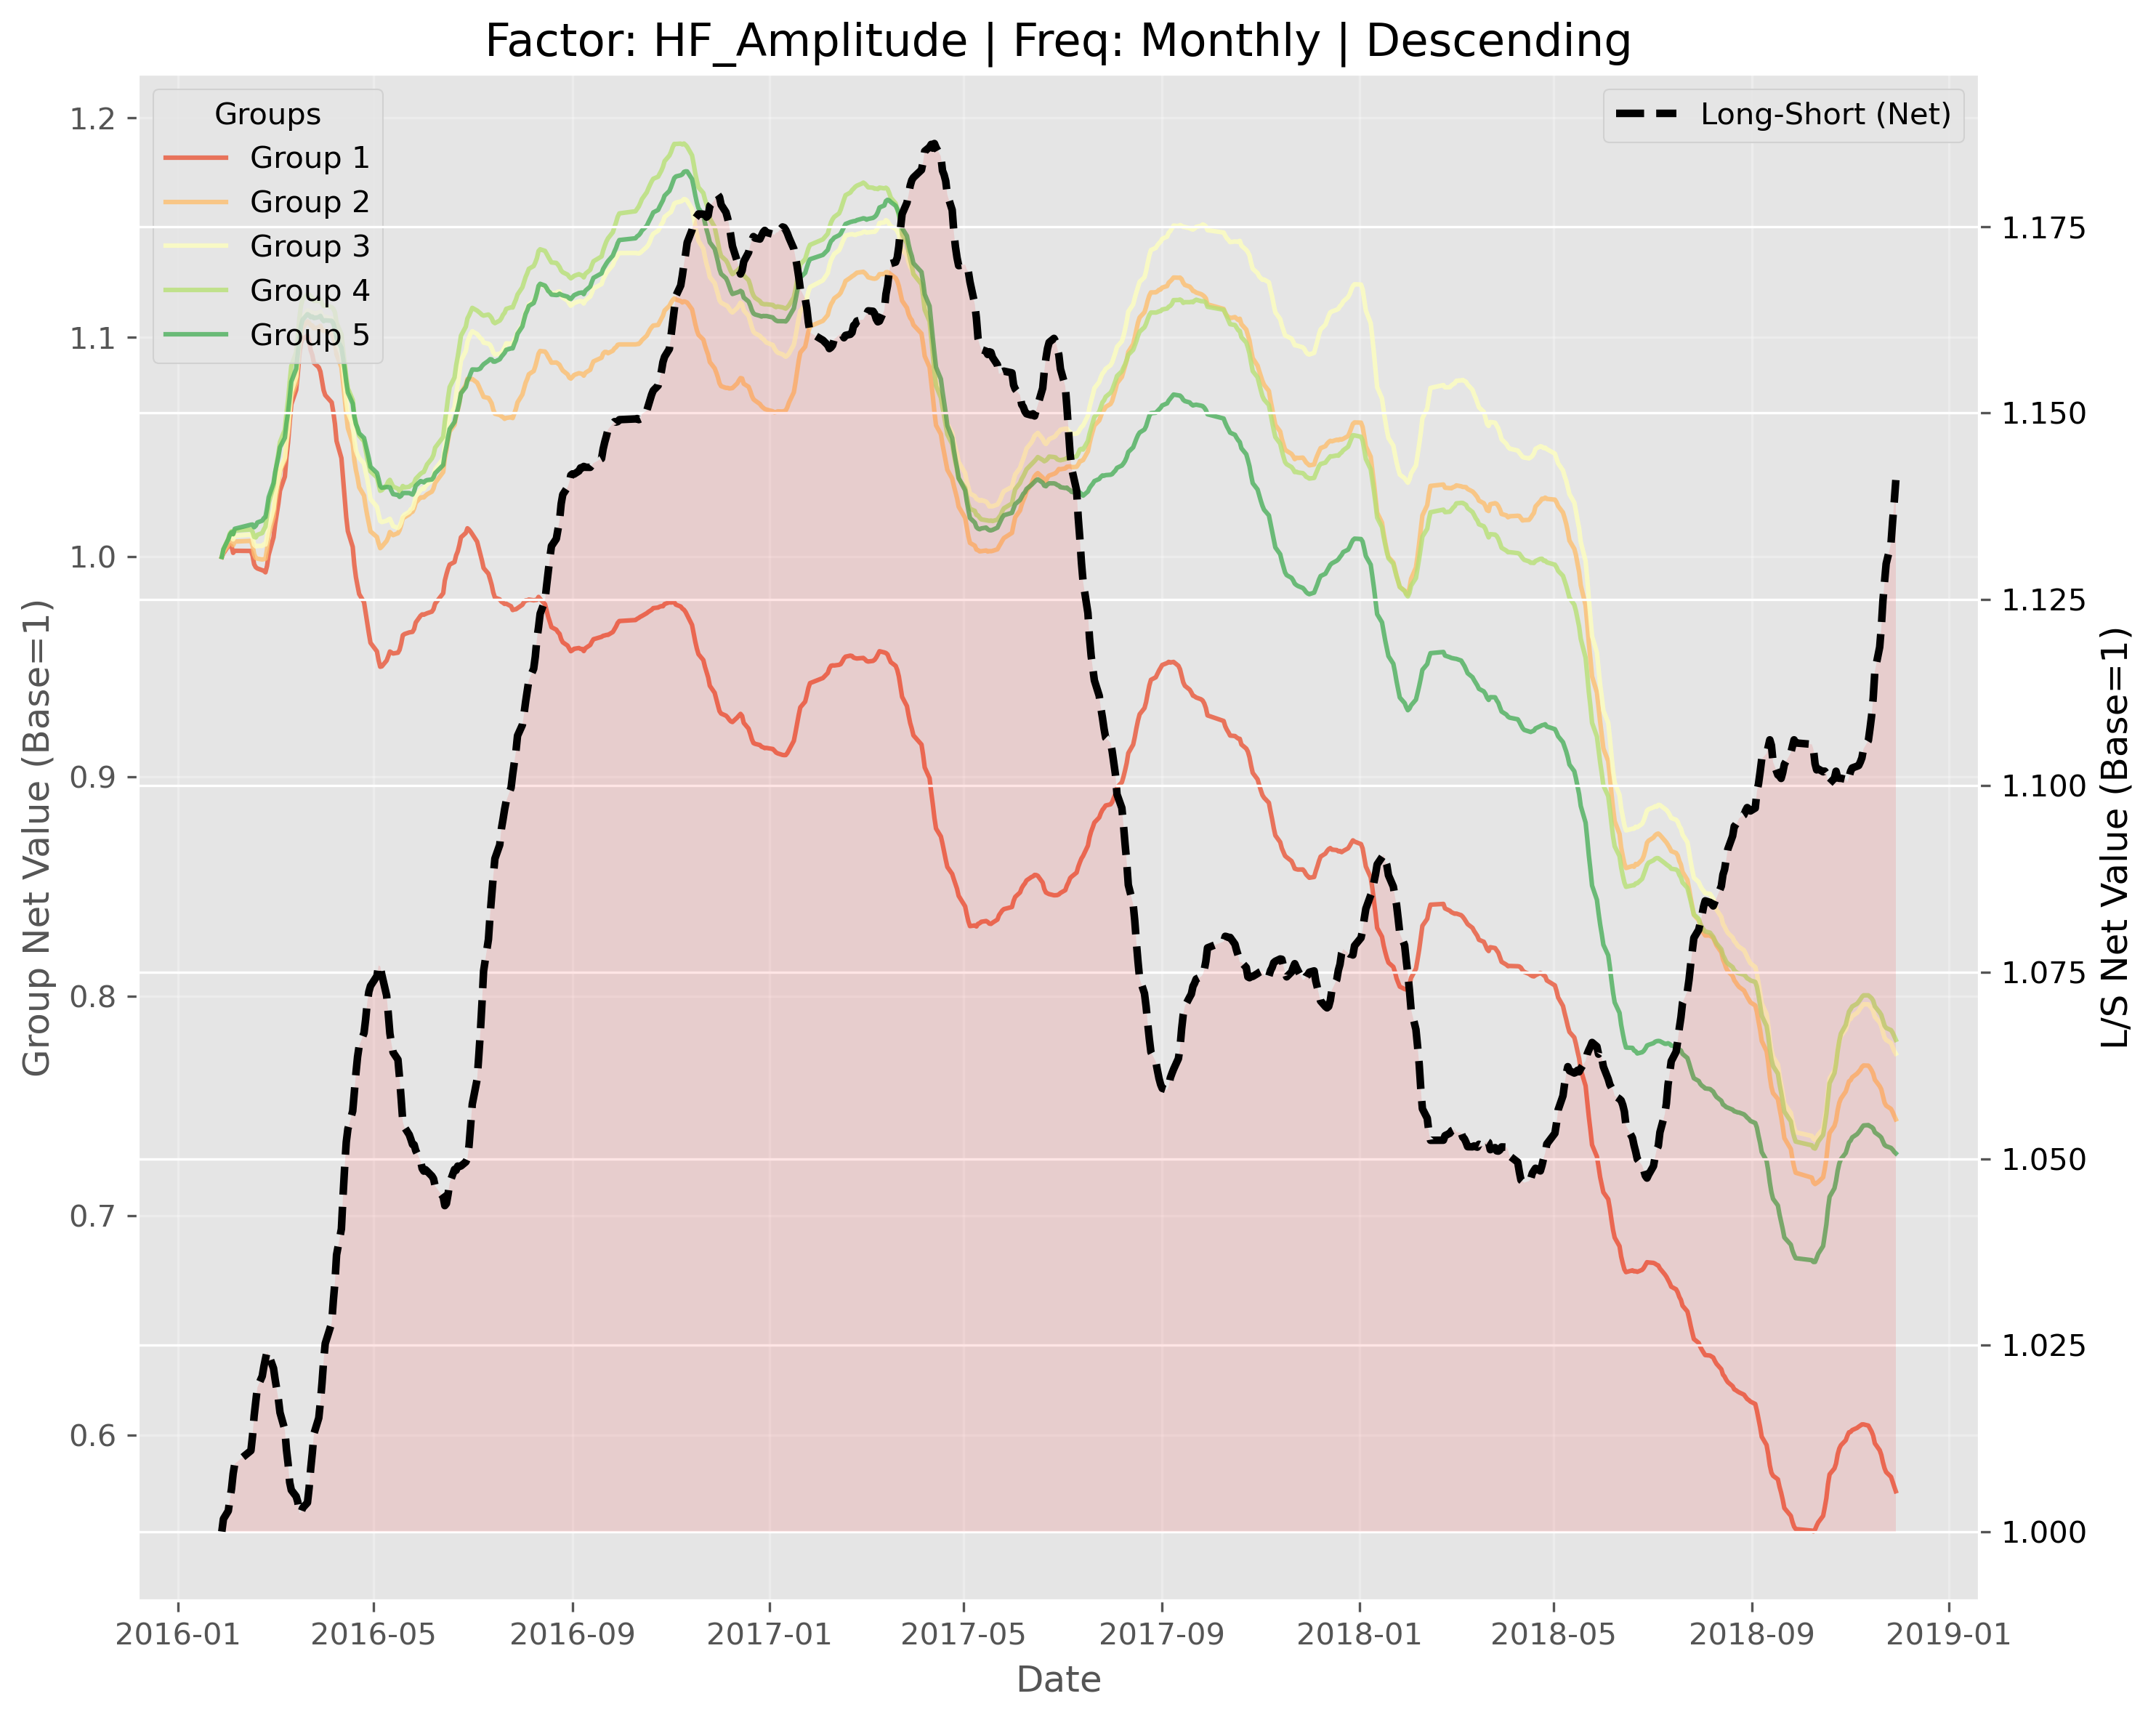 Factor: HF_Amplitude | Freq: Monthly | Descending
Groups
Group 1
Group 2
Group 3
Group 4
Group 5
Long-Short (Net)
Group Net Value (Base=1)
1.2
1.1
1.0
0.9
0.8
0.7
0.6
L/S Net Value (Base=1)
1.175
1.150
1.125
1.100
1.075
1.050
1.025
1.000
2016-01 2016-05 2016-09 2017-01 2017-05 2017-09 2018-01 2018-05 2018-09 2019-01
Date